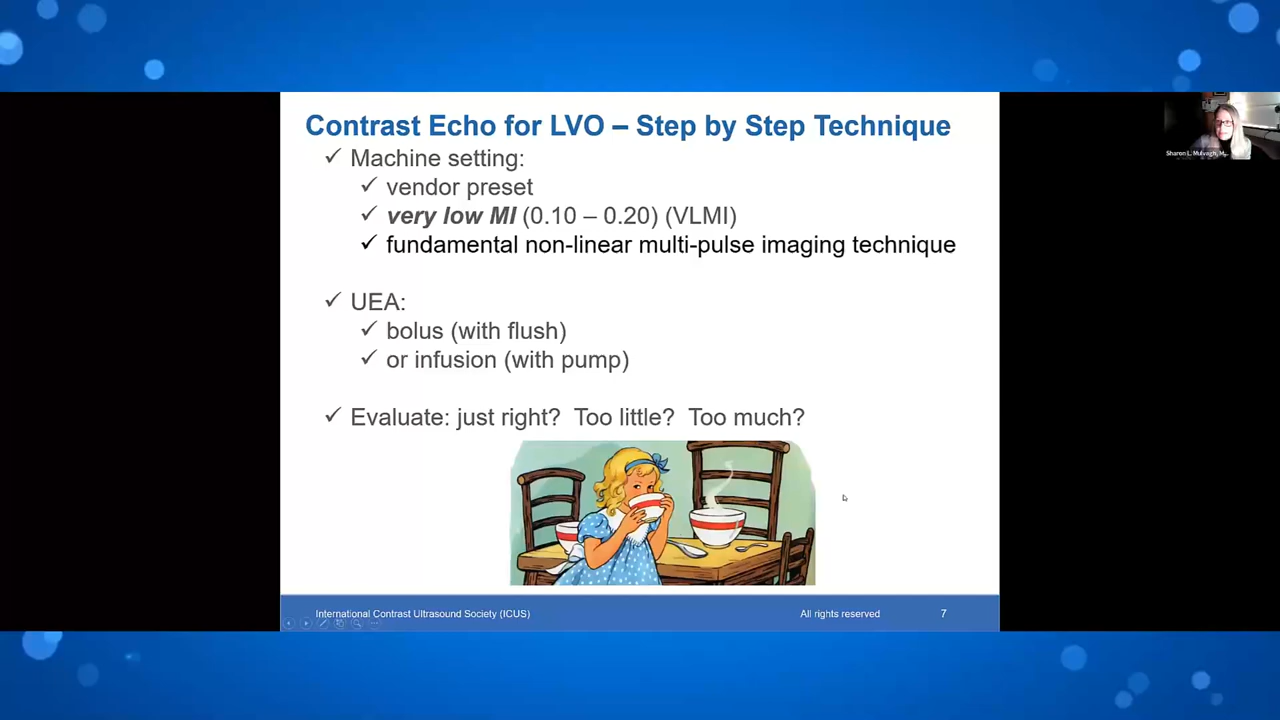 Contrast Echo for LVO – Step by Step Technique
✓ Machine setting:
✓ vendor preset
✓ very low MI (0.10 – 0.20) (VLMI)
✓ fundamental non-linear multi-pulse imaging technique
✓ UEA:
✓ bolus (with flush)
✓ or infusion (with pump)
✓ Evaluate: just right? Too little? Too much?
International Contrast Ultrasound Society (ICUS)
All rights reserved
7
Sharon L. Mulvagh, M...